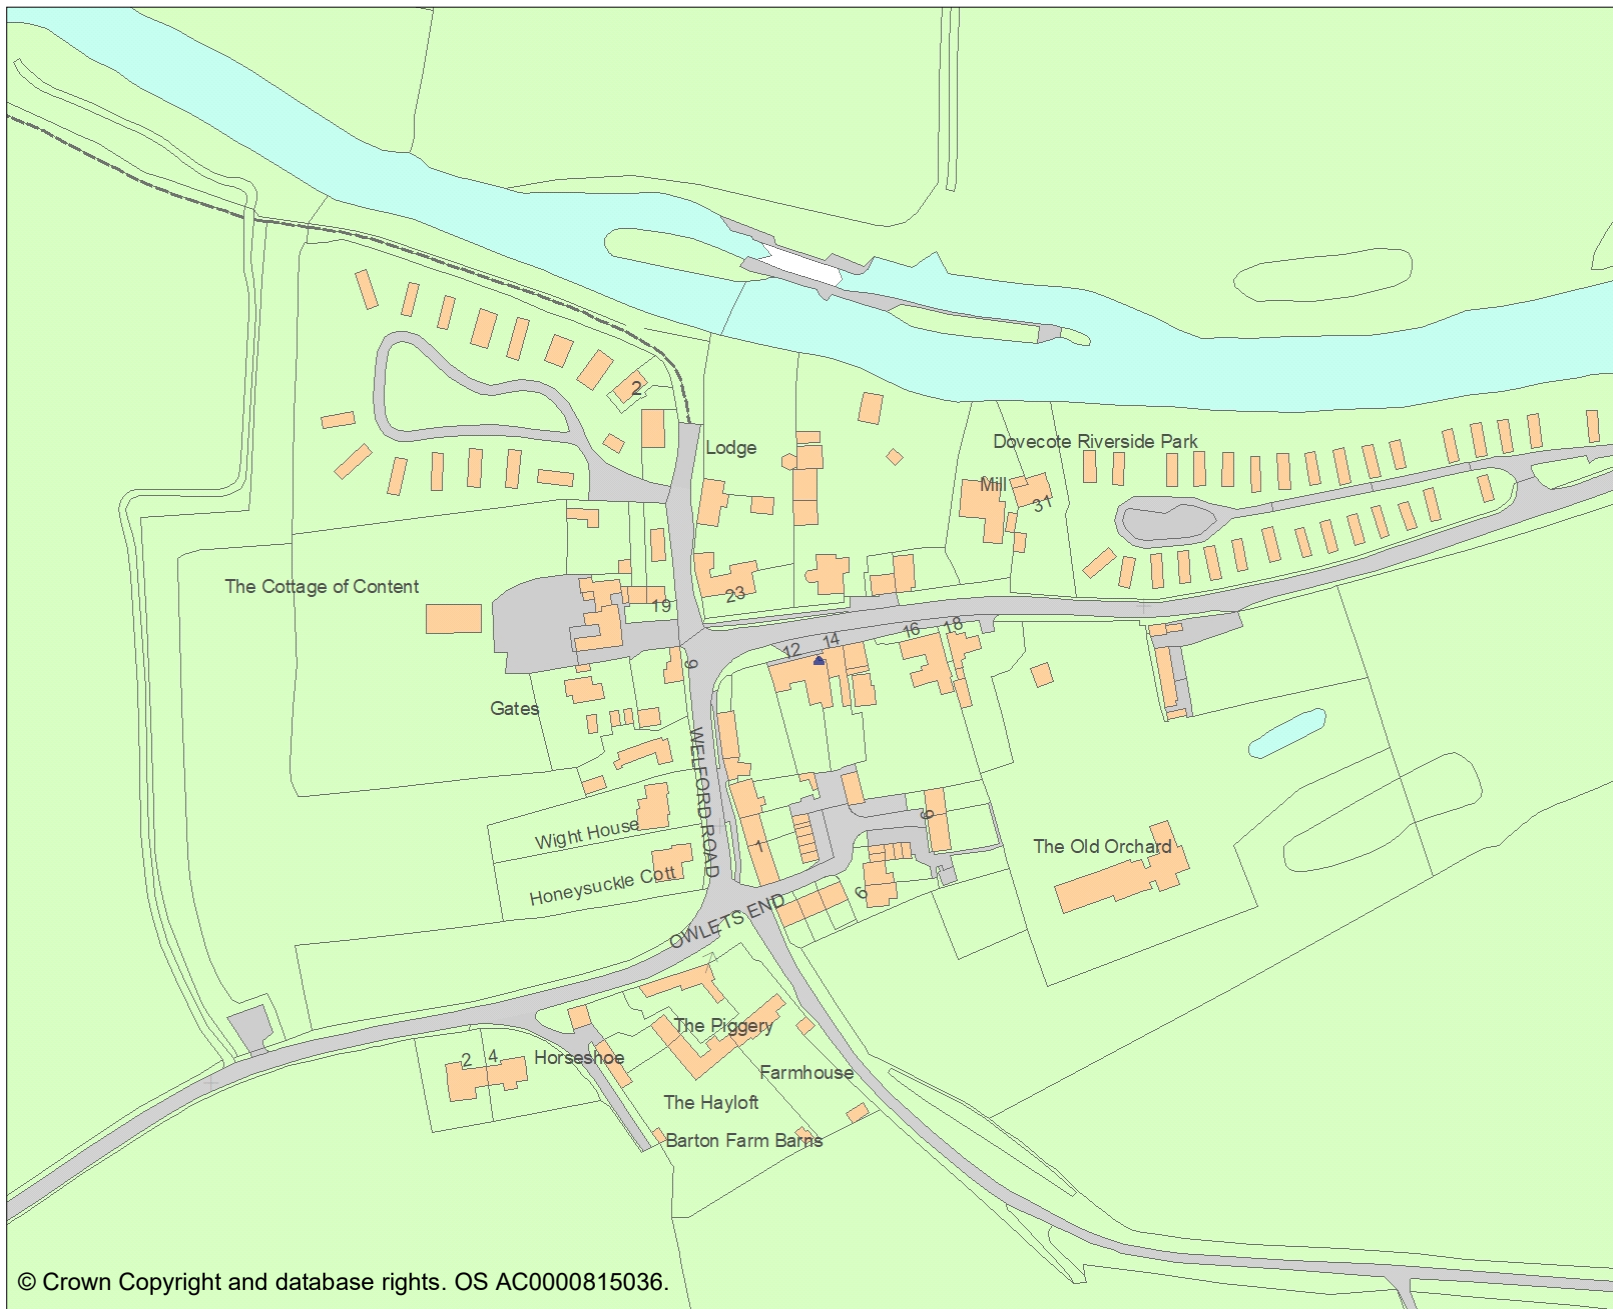 2
Lodge
Dovecote Riverside Park
Mill
31
The Cottage of Content
19
23
12
14
16
18
9
Gates
WELFORD ROAD
Wight House
1
9
The Old Orchard
Honeysuckle Cott
6
OWLETS END
The Piggery
2
4
Horseshoe
Farmhouse
The Hayloft
Barton Farm Barns
© Crown Copyright and database rights. OS AC0000815036.